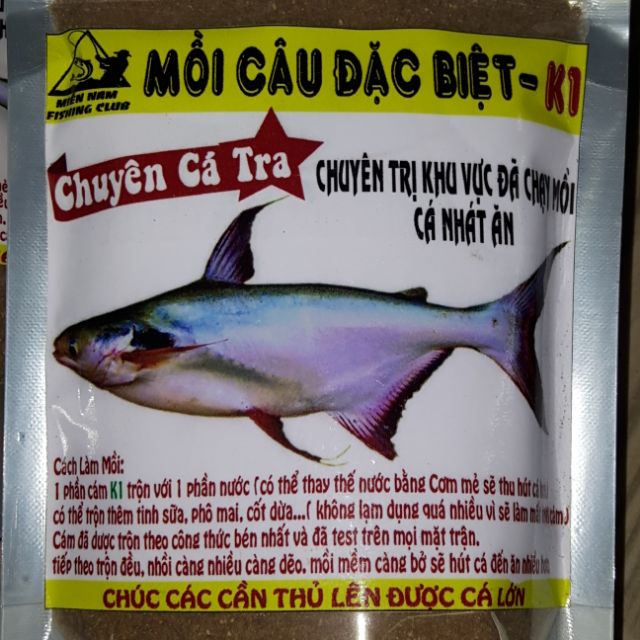 MIỀN NAM
FISHING CLUB
MỒI CÂU ĐẶC BIỆT- K1
Chuyên Cá Tra
CHUYÊN TRỊ KHU VỰC ĐÃ CHẠY MỒI
CÁ NHÁT ĂN
Cách Làm Mồi:
1 phần cám K1 trộn với 1 phần nước (có thể thay thế nước bằng Cơm mẻ sẽ thu hút cá
có thể trộn thêm tinh sữa, phô mai, cốt dừa...( không lạm dụng quá nhiều vì sẽ làm
Cám đã được trộn theo công thức bén nhất và đã test trên mọi mặt trận.
tiếp theo trộn đều, nhồi càng nhiều càng dẽo. mồi mềm càng bở sẽ hút cá đến ăn nhiều
CHÚC CÁC CẦN THỦ LÊN ĐƯỢC CÁ LỚN